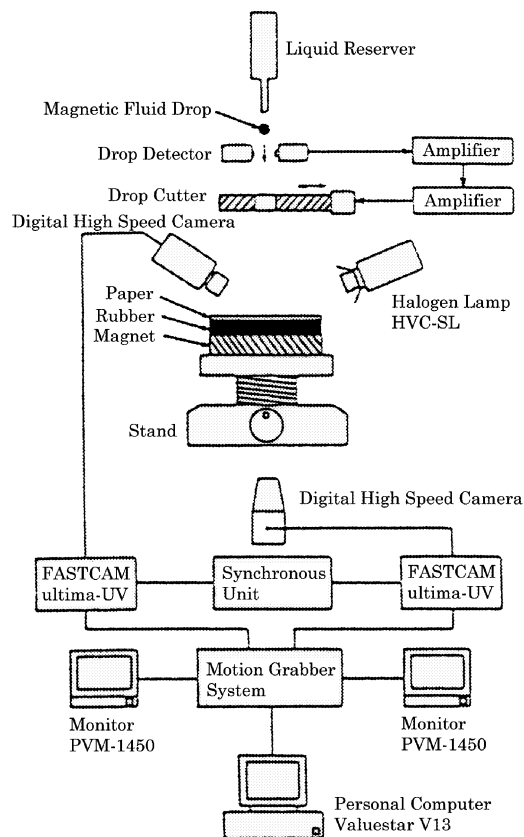 Liquid Reserver
Magnetic Fluid Drop
Drop Detector
Amplifier
Drop Cutter
Amplifier
Digital High Speed Camera
Halogen Lamp
HVC-SL
Paper
Rubber
Magnet
Stand
Digital High Speed Camera
FASTCAM
ultima-UV
Synchronous
Unit
FASTCAM
ultima-UV
Motion Grabber
System
Monitor
PVM-1450
Monitor
PVM-1450
Personal Computer
Valuestar V13